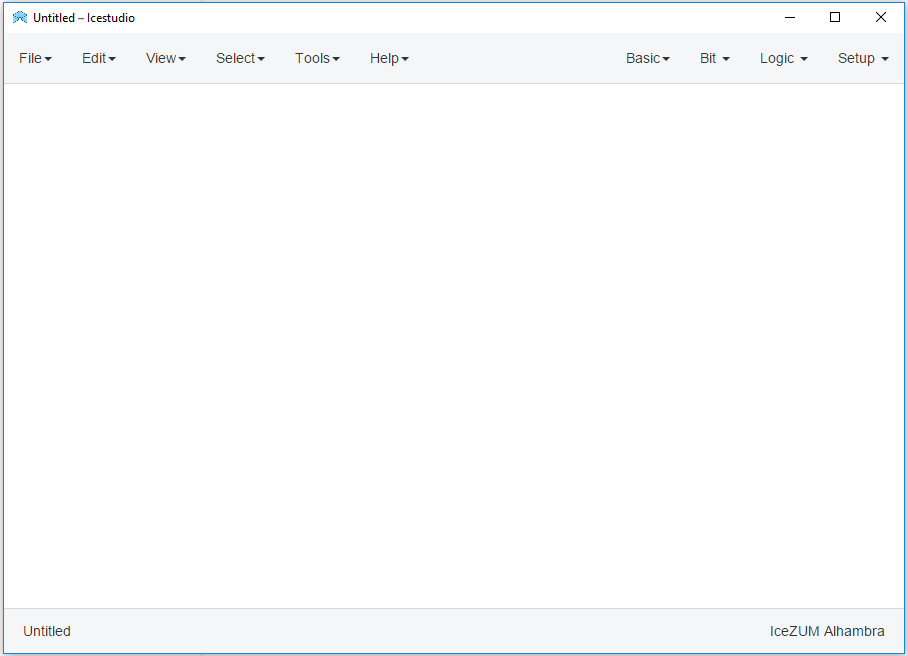 Untitled – Icestudio
File Edit View Select Tools Help Basic Bit Logic Setup
Untitled IceZUM Alhambra